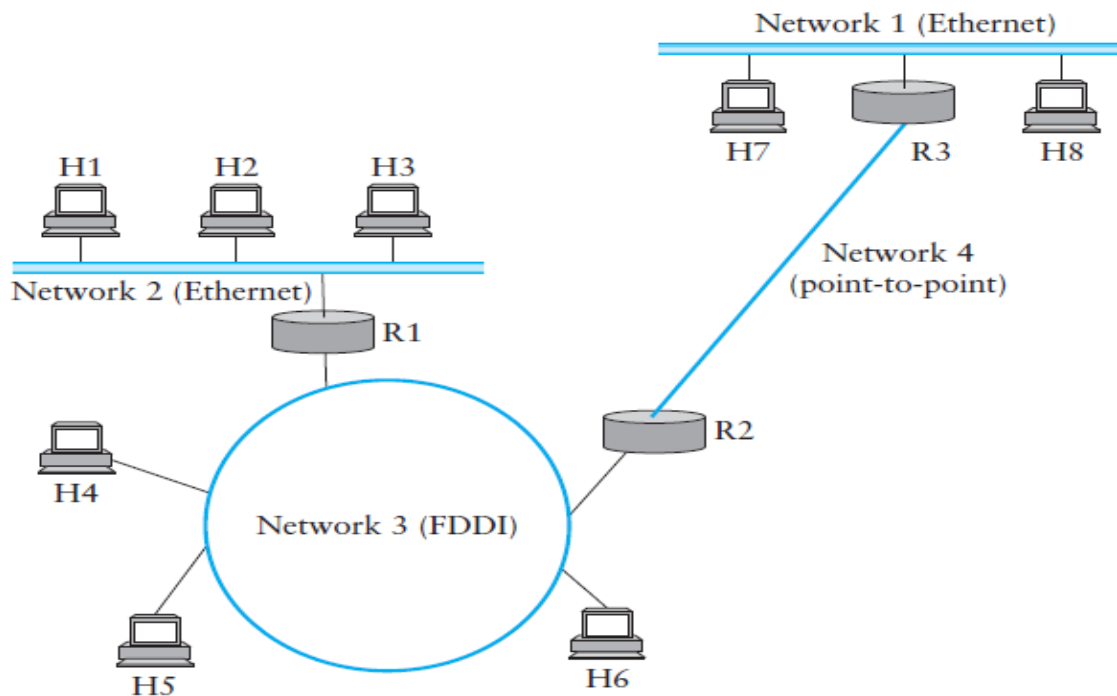 Network 1 (Ethernet)
H7
R3
H8
H1
H2
H3
Network 2 (Ethernet)
R1
Network 4
(point-to-point)
R2
H4
Network 3 (FDDI)
H5
H6